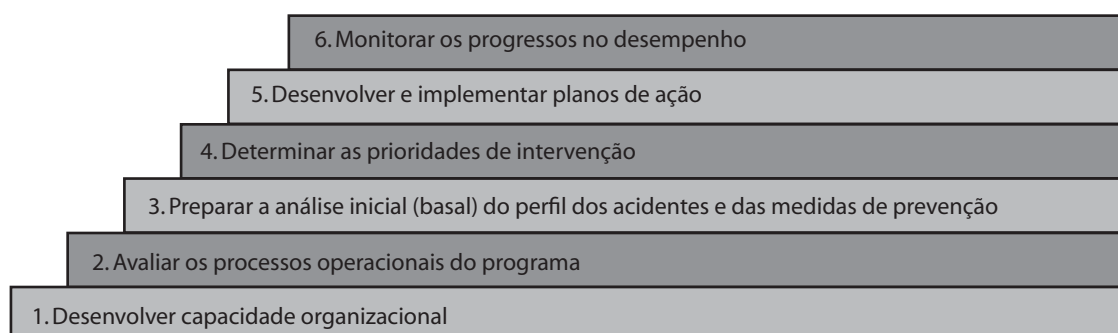 6. Monitorar os progressos no desempenho
5. Desenvolver e implementar planos de ação
4. Determinar as prioridades de intervenção
3. Preparar a análise inicial (basal) do perfil dos acidentes e das medidas de prevenção
2. Avaliar os processos operacionais do programa
1. Desenvolver capacidade organizacional